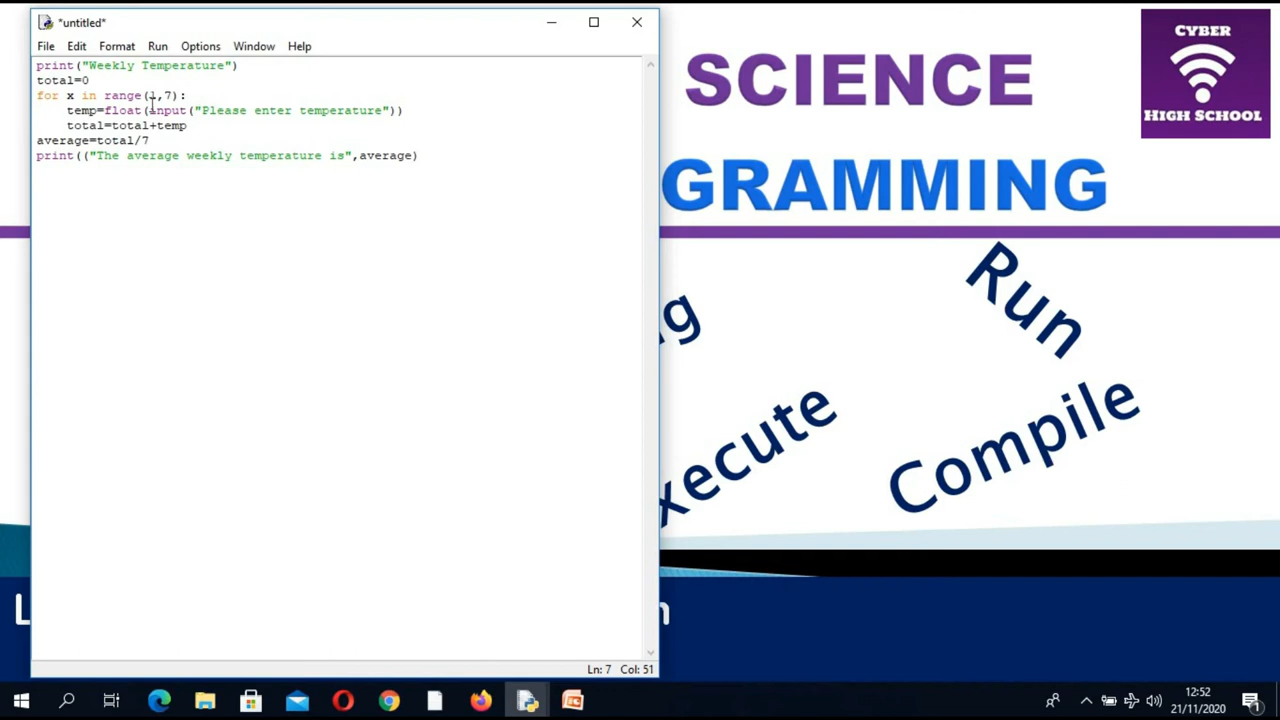 *untitled*
File Edit Format Run Options Window Help
print("Weekly Temperature")
total=0
for x in range(1,7):
temp=float(input("Please enter temperature"))
total=total+temp
average=total/7
print(("The average weekly temperature is",average)
Ln: 7 Col: 51
SCIENCE
GRAMMING
CYBER
HIGH SCHOOL
Run
g
xecute
Compile
L
n
12:52
21/11/2020
1